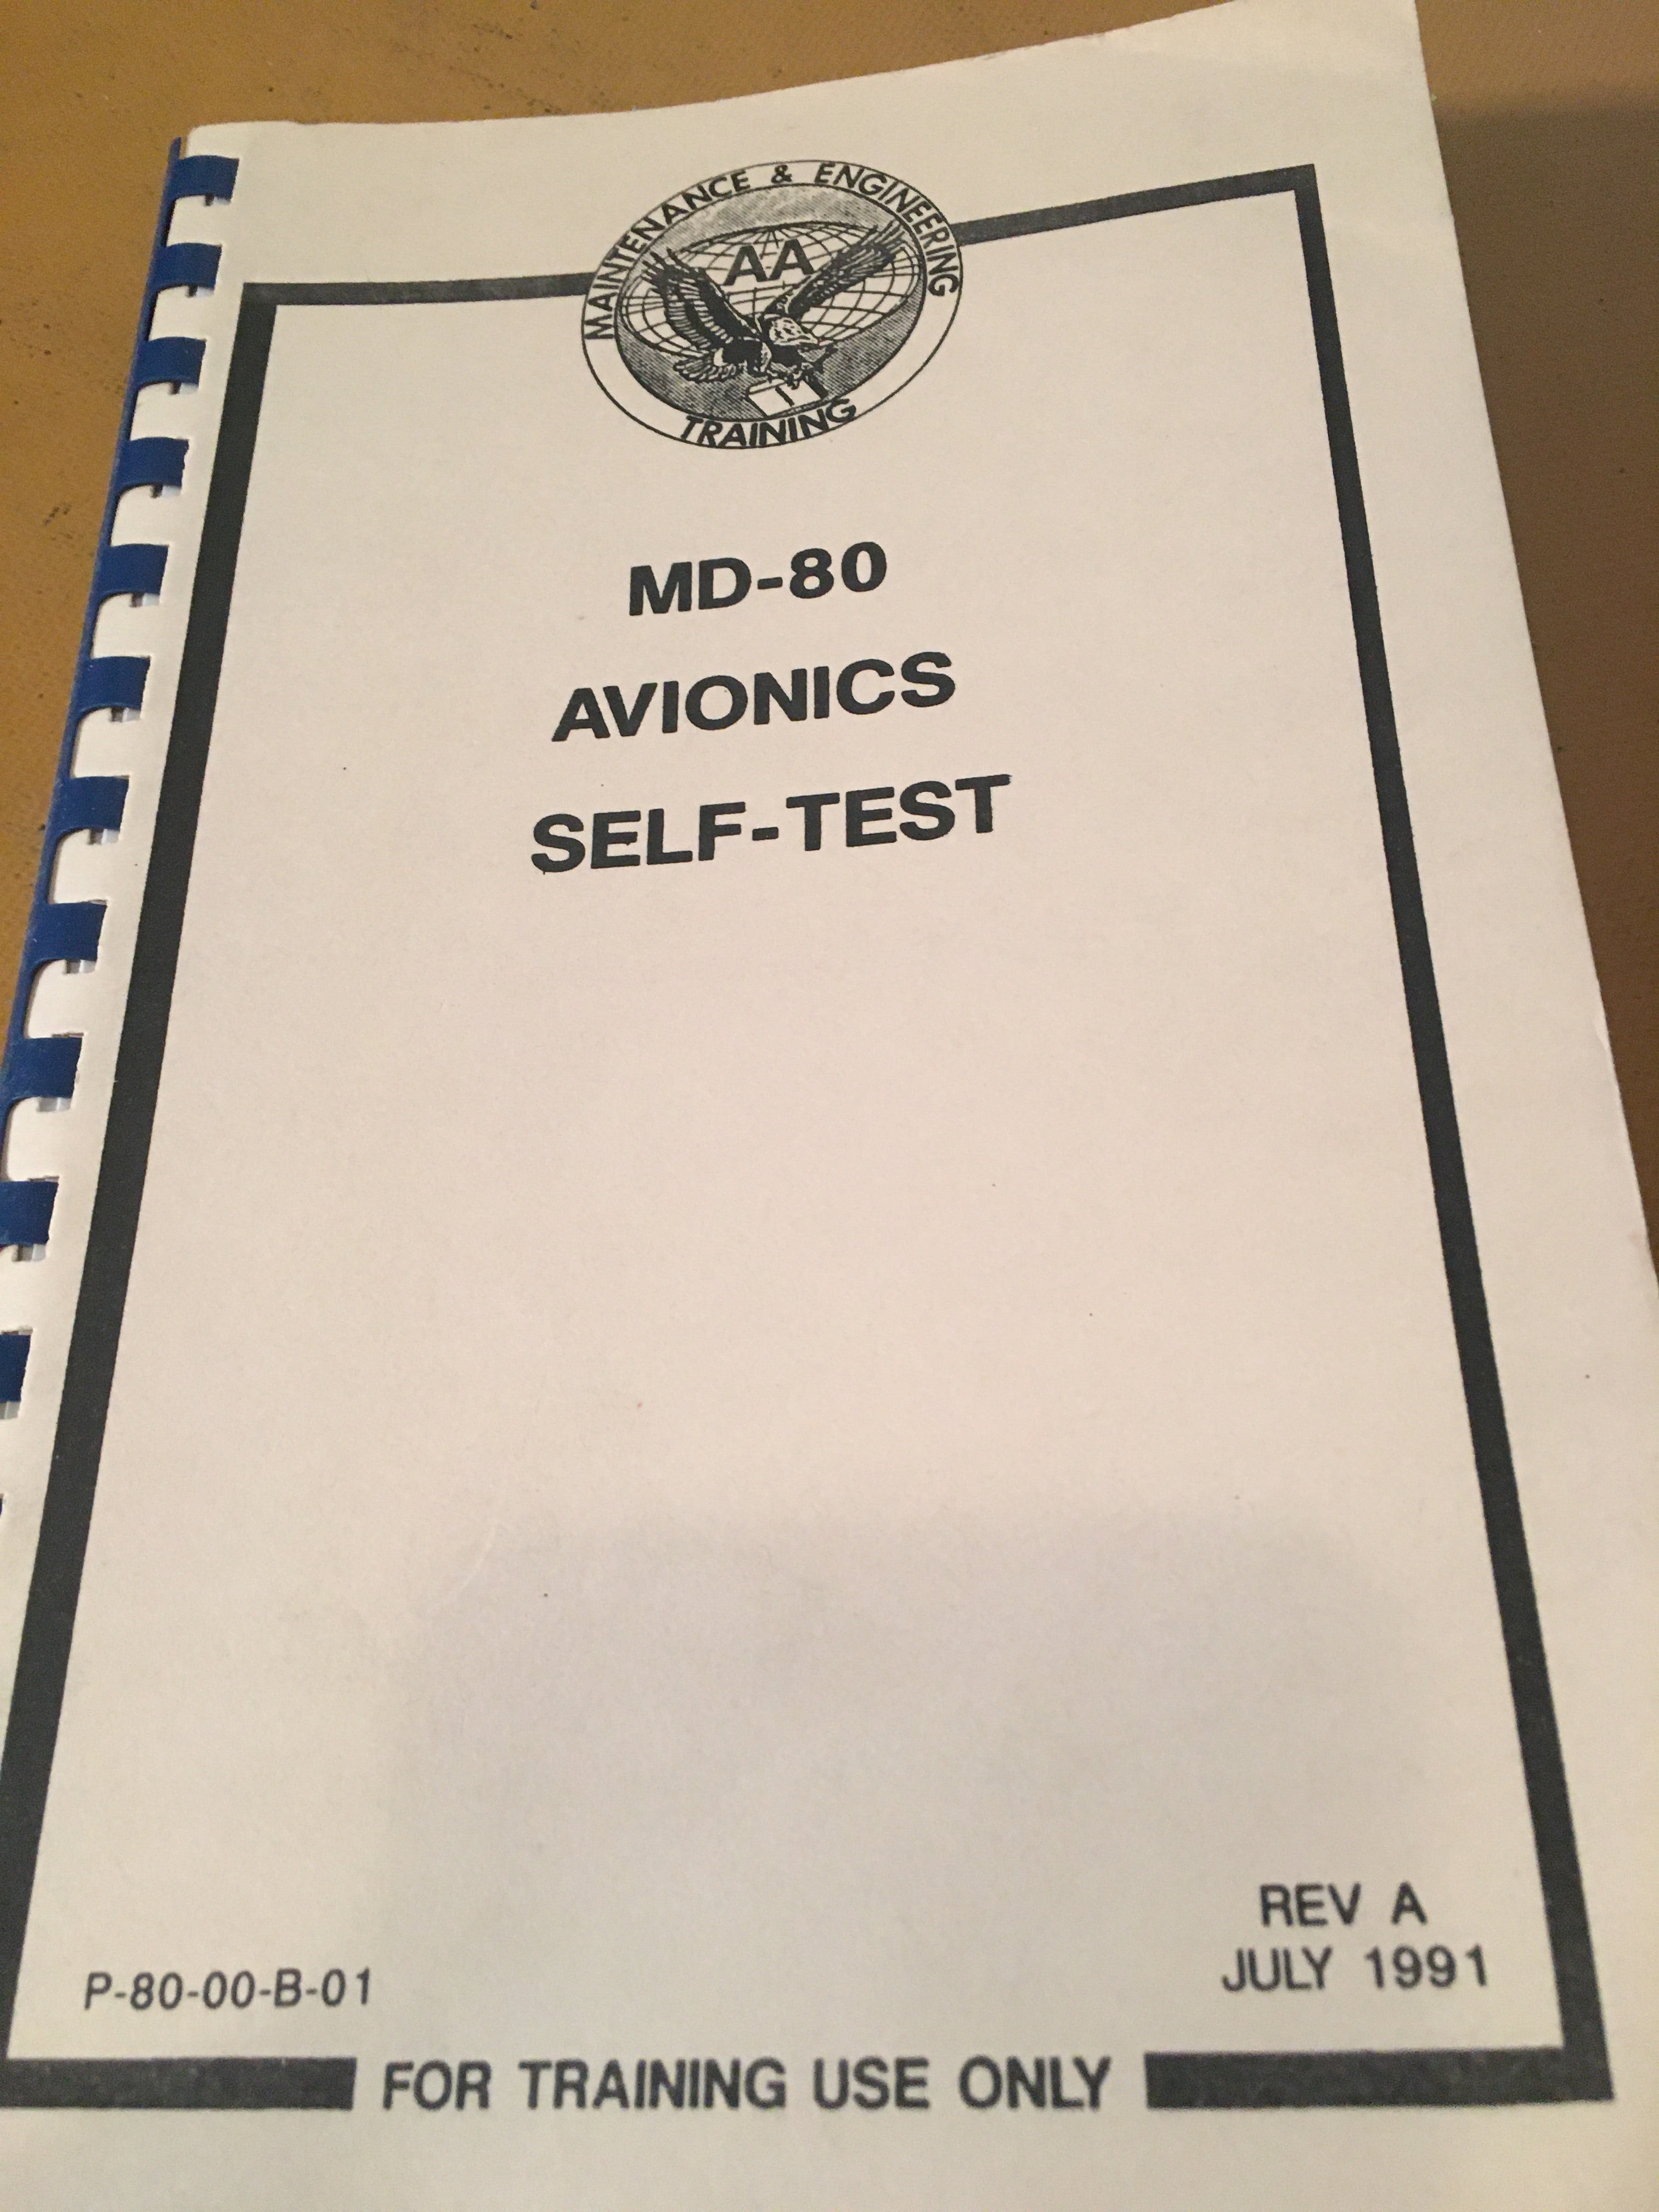 MAINTENANCE & ENGINEERING
AA
TRAINING
MD-80
AVIONICS
SELF-TEST
REV A
P-80-00-B-01
JULY 1991
FOR TRAINING USE ONLY